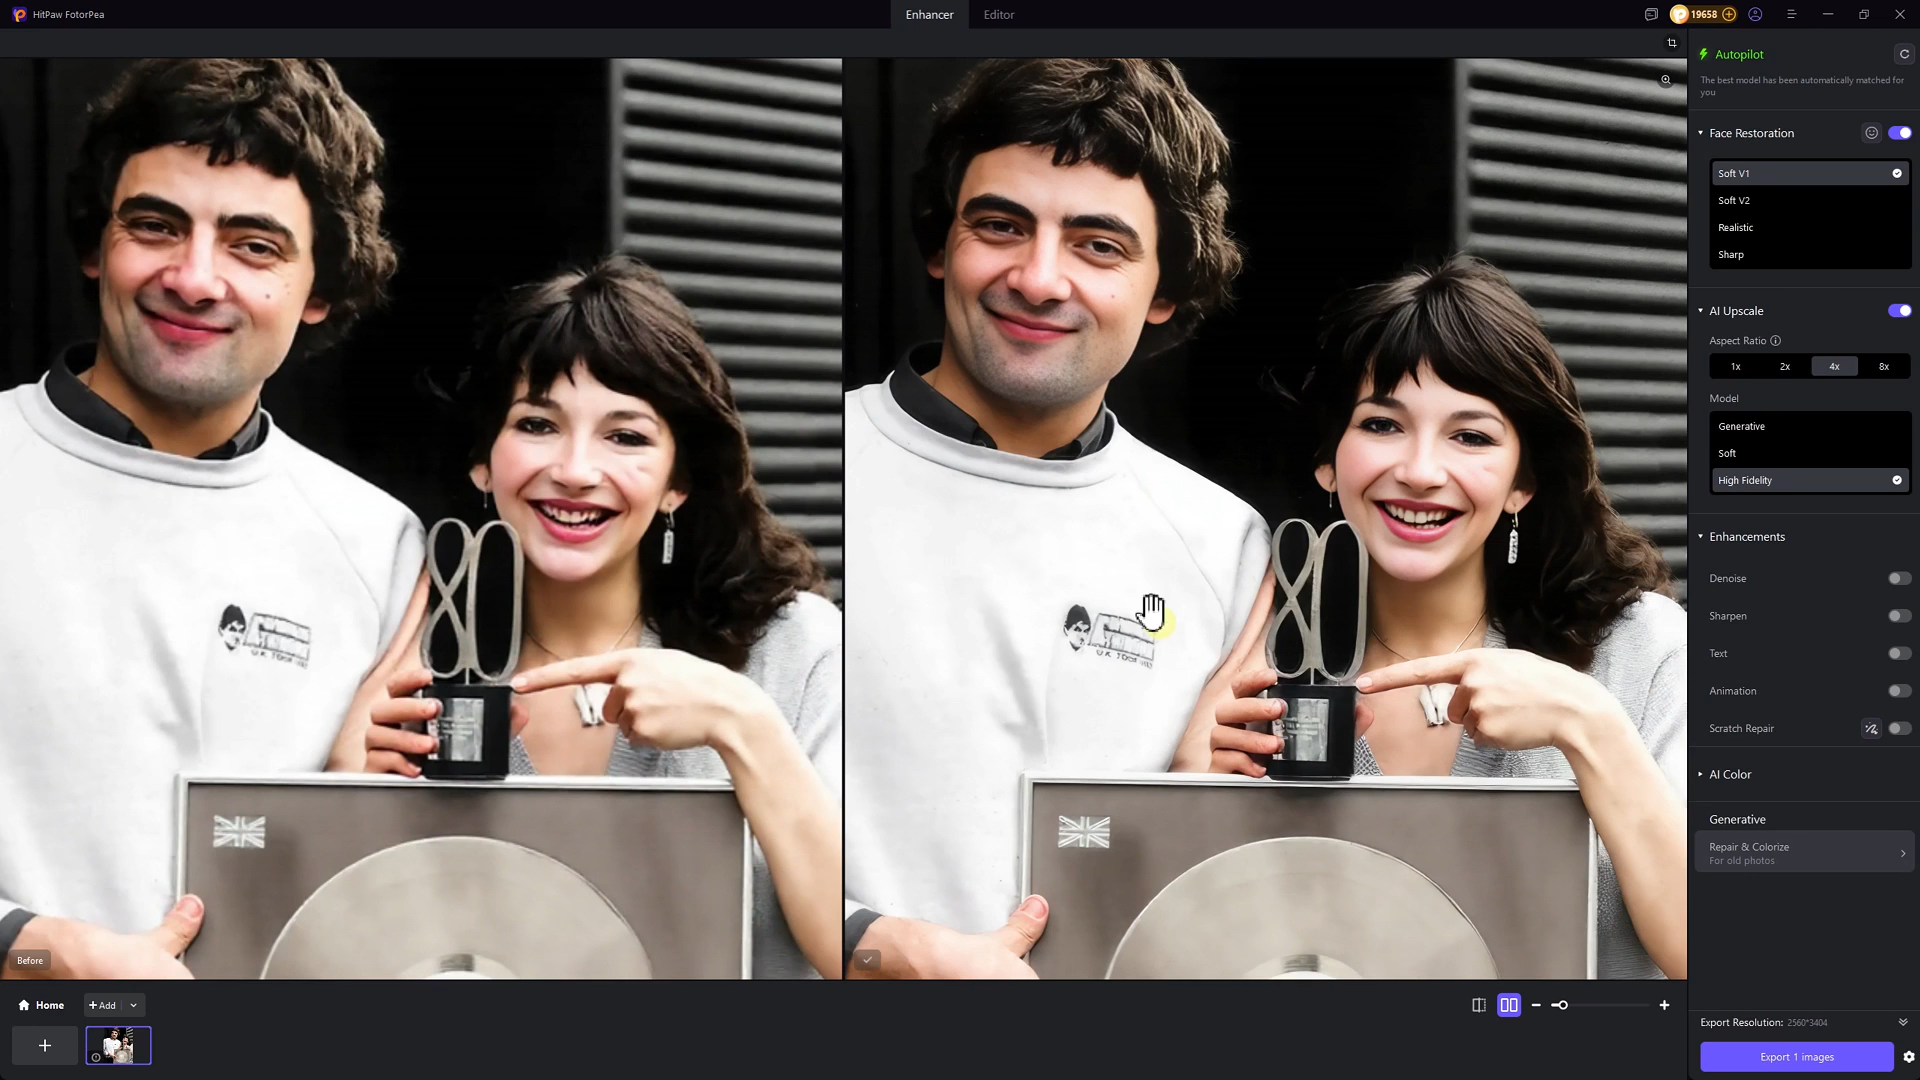 HitPaw FotorPea
Enhancer
Editor
19658
Autopilot
The best model has been automatically matched for
you
Face Restoration
Soft V1
Soft V2
Realistic
Sharp
AI Upscale
Aspect Ratio
1x 2x 4x 8x
Model
Generative
Soft
High Fidelity
Enhancements
Denoise
Sharpen
Text
Animation
Scratch Repair
AI Color
Generative
Repair & Colorize
For old photos
Before
Home
+ Add
Export Resolution: 2560*3404
Export 1 images